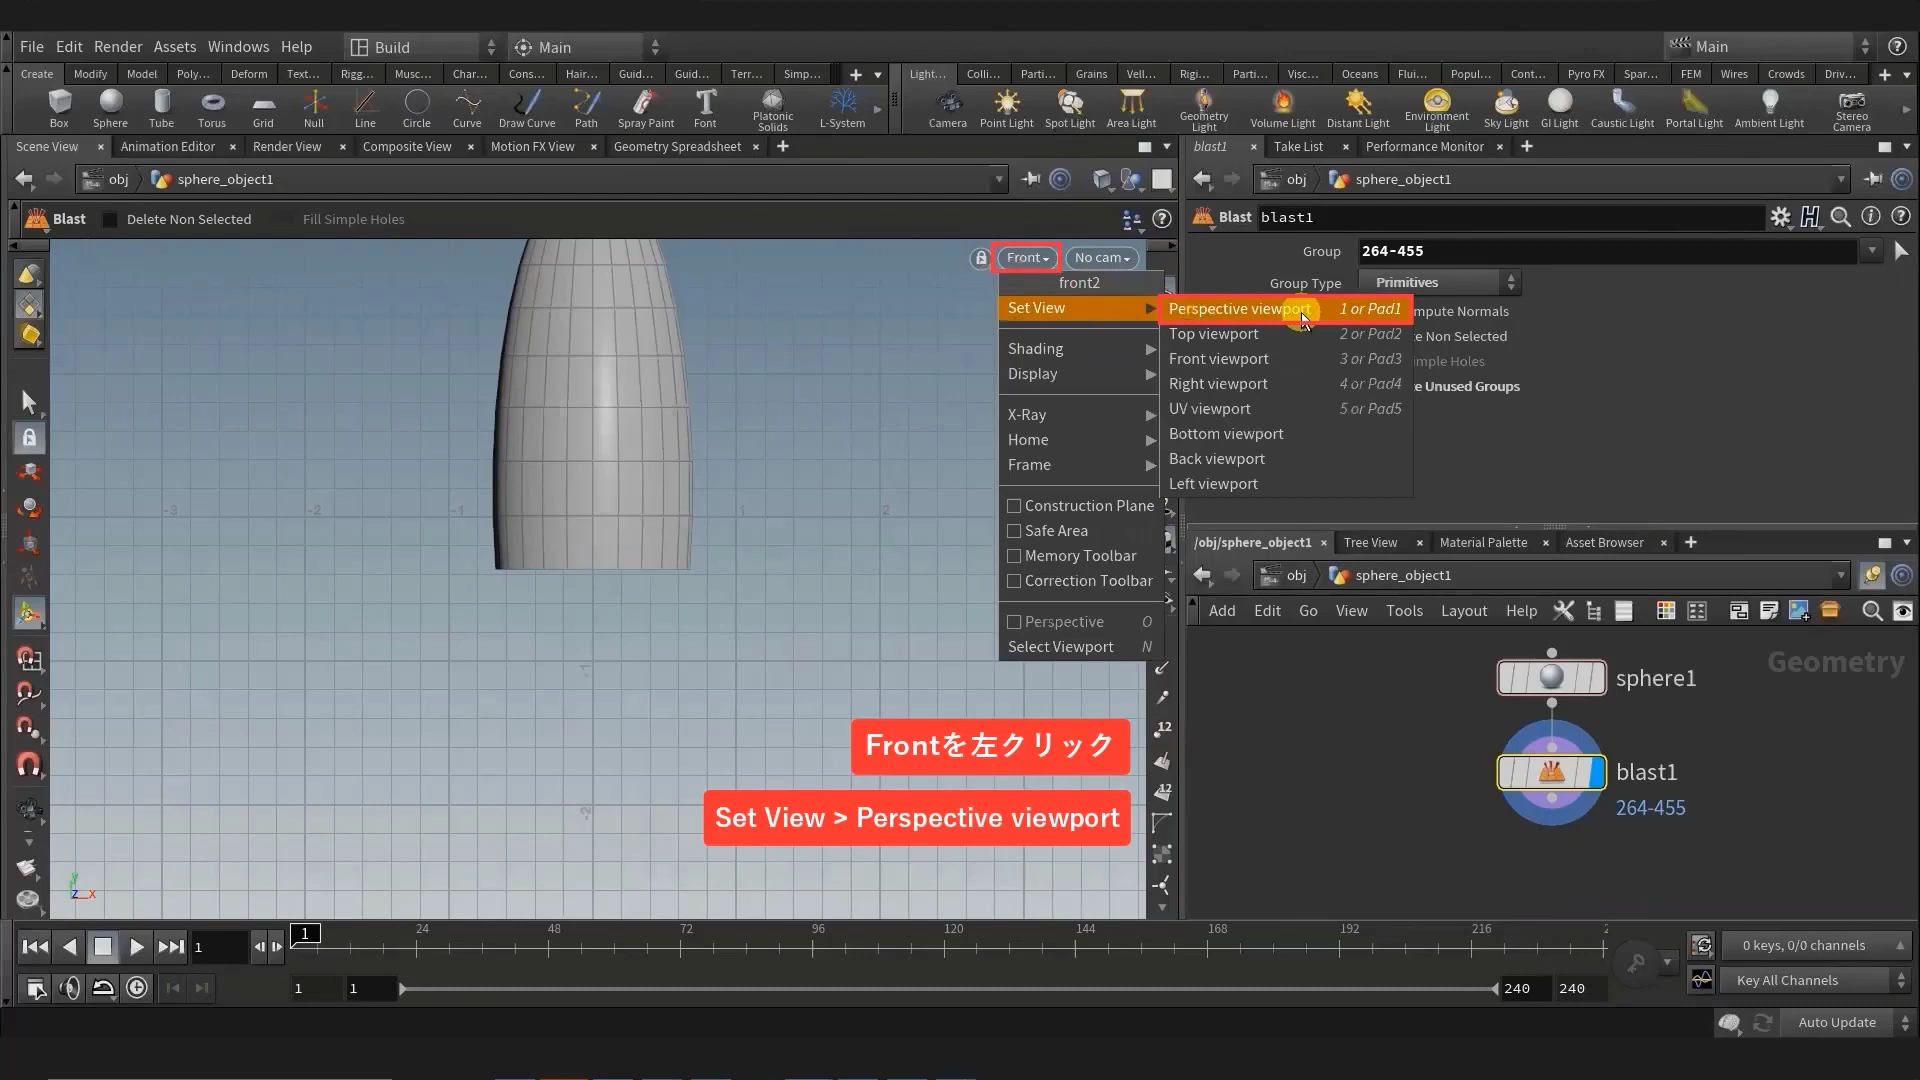 File Edit Render Assets Windows Help Build Main Main
Create Modify Model Poly... Deform Text... Rigg... Musc... Char... Cons... Hair... Guid... Guid... Terr... Simp... Light... Colli... Parti... Grains Vell... Rigi... Parti... Visc... Oceans Flui... Popul... Cont... Pyro FX Spar... FEM Wires Crowds Driv...
Box Sphere Tube Torus Grid Null Line Circle Curve Draw Curve Path Spray Paint Font Platonic Solids L-System Camera Point Light Spot Light Area Light Geometry Light Volume Light Distant Light Environment Light Sky Light GI Light Caustic Light Portal Light Ambient Light Stereo Camera
Scene View Animation Editor Render View Composite View Motion FX View Geometry Spreadsheet
obj sphere_object1
Blast Delete Non Selected Fill Simple Holes
Front No cam
front2
Set View
Shading
Display
X-Ray
Home
Frame
Construction Plane
Safe Area
Memory Toolbar
Correction Toolbar
Perspective O
Select Viewport N
Perspective viewport 1 or Pad1
Top viewport 2 or Pad2
Front viewport 3 or Pad3
Right viewport 4 or Pad4
UV viewport 5 or Pad5
Bottom viewport
Back viewport
Left viewport
-3 -2 -1 1 2
-1
-2
y
z x
12
12
Frontを左クリック
Set View > Perspective viewport
blast1 Take List Performance Monitor
obj sphere_object1
Blast blast1
Group 264-455
Group Type Primitives
mpute Normals
e Non Selected
imple Holes
e Unused Groups
/obj/sphere_object1 Tree View Material Palette Asset Browser
obj sphere_object1
Add Edit Go View Tools Layout Help
Geometry
sphere1
blast1
264-455
1 1 24 48 72 96 120 144 168 192 216 2
0 keys, 0/0 channels
1 1 240 240
Key All Channels
Auto Update